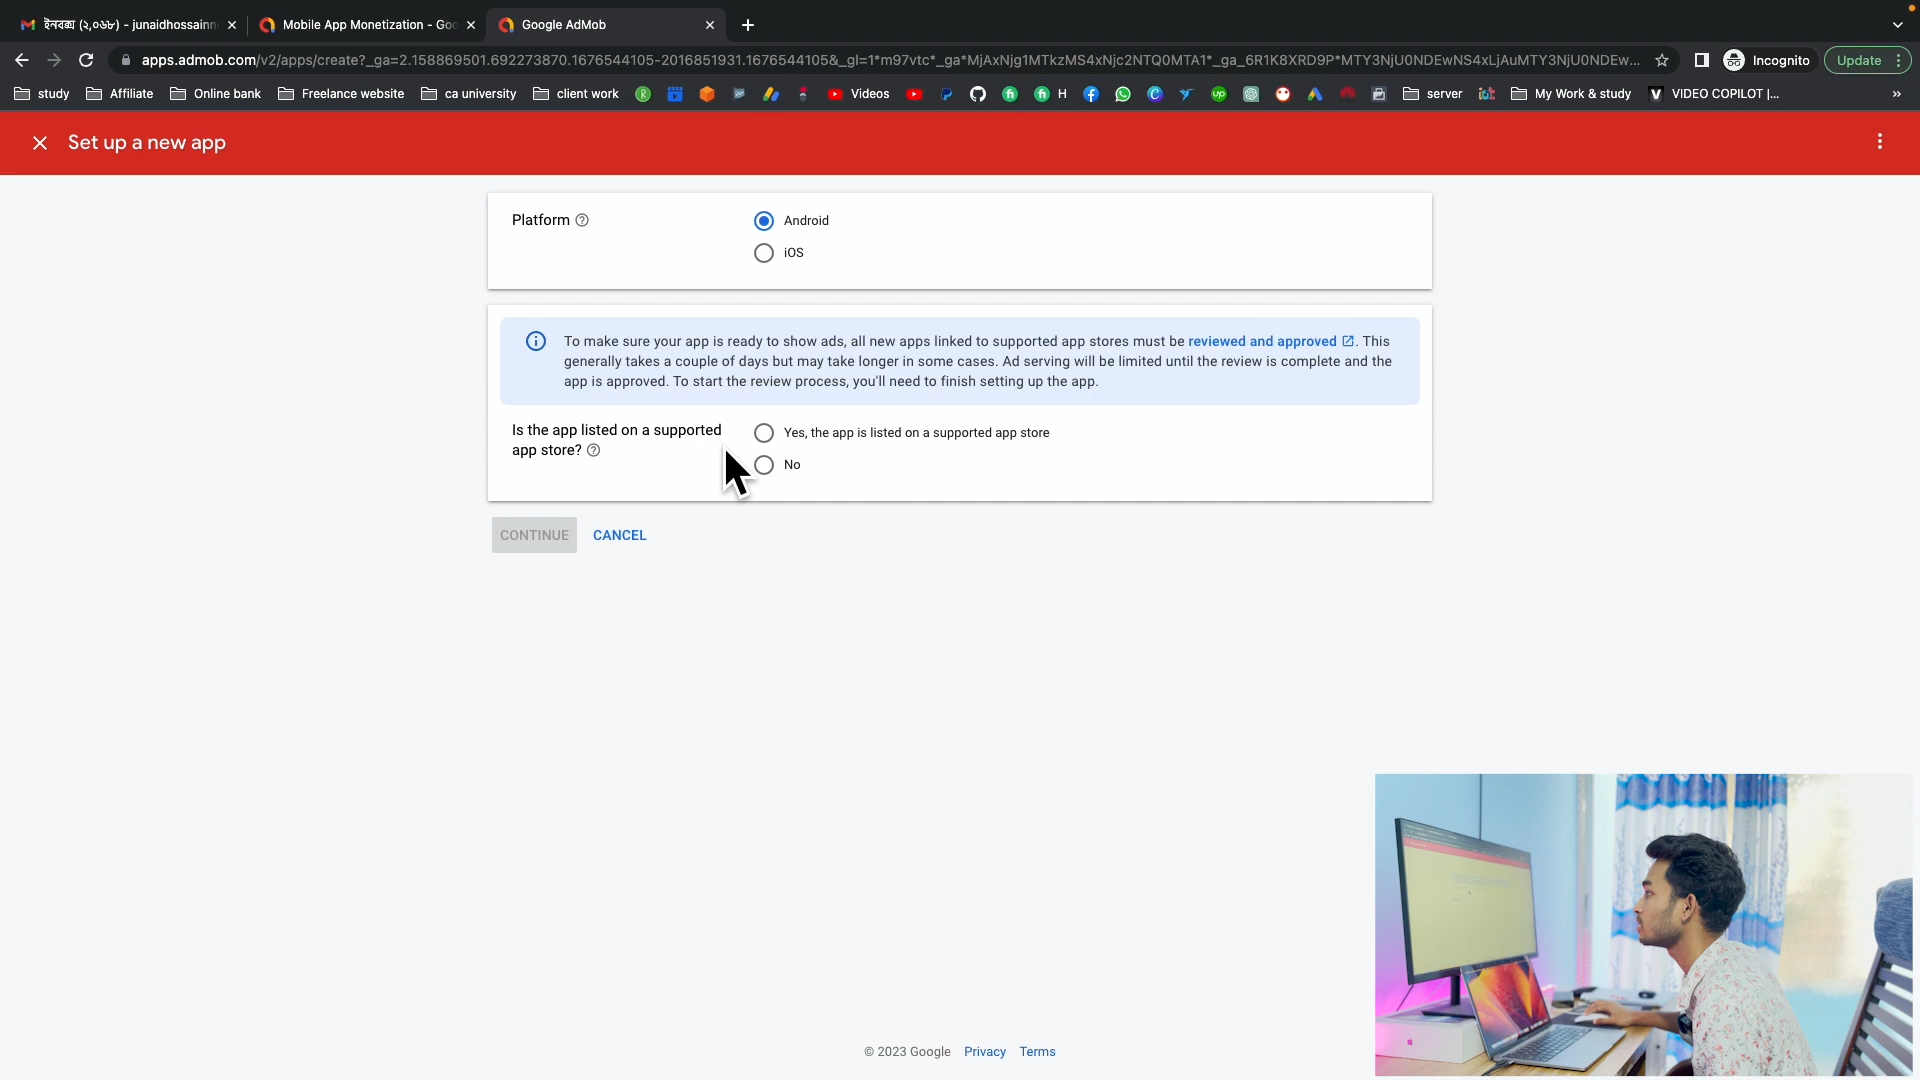 ইনবক্স (২,০৬৮) - junaidhossainn
Mobile App Monetization - Goo
Google AdMob
apps.admob.com/v2/apps/create?_ga=2.158869501.692273870.1676544105-2016851931.1676544105&_gl=1*m97vtc*_ga*MjAxNjg1MTkzMS4xNjc2NTQ0MTA1*_ga_6R1K8XRD9P*MTY3NjU0NDEwNS4xLjAuMTY3NjU0NDEw...
Incognito
Update
study
Affiliate
Online bank
Freelance website
ca university
client work
Videos
H
server
My Work & study
VIDEO COPILOT |...
Set up a new app
Platform
Android
iOS
To make sure your app is ready to show ads, all new apps linked to supported app stores must be reviewed and approved. This
generally takes a couple of days but may take longer in some cases. Ad serving will be limited until the review is complete and the
app is approved. To start the review process, you'll need to finish setting up the app.
Is the app listed on a supported
app store?
Yes, the app is listed on a supported app store
No
CONTINUE
CANCEL
© 2023 Google Privacy Terms